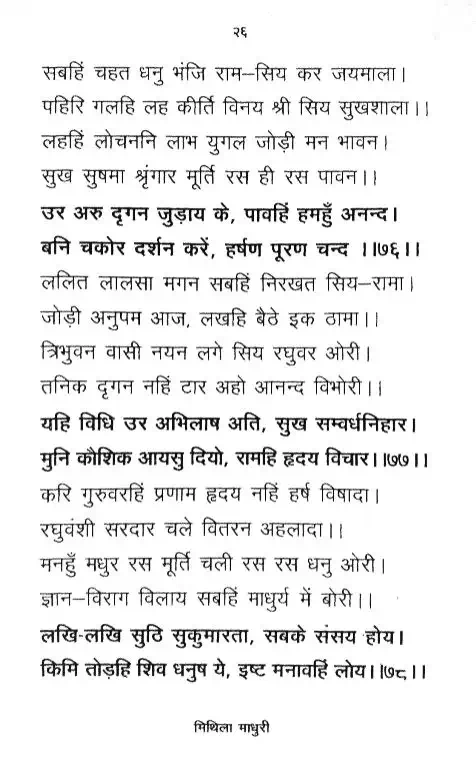 २६
सबहिं चहत धनु भंजि राम–सिय कर जयमाला।
पहिरि गलहि लह कीर्ति विनय श्री सिय सुखशाला।।
लहहिं लोचननि लाभ युगल जोड़ी मन भावन।
सुख सुषमा श्रृंगार मूर्ति रस ही रस पावन।।
उर अरु दृगन जुड़ाय के, पावहिं हमहुँ अनन्द।
बनि चकोर दर्शन करें, हर्षण पूरण चन्द ।।७६।।
ललित लालसा मगन सबहिं निरखत सिय–रामा।
जोड़ी अनुपम आज, लखहि बैठे इक ठामा।।
त्रिभुवन वासी नयन लगे सिय रघुवर ओरी।
तनिक दृगन नहिं टार अहो आनन्द विभोरी।।
यहि विधि उर अभिलाष अति, सुख सम्वर्धनिहार।
मुनि कौशिक आयसु दियो, रामहि हृदय विचार।।७७।।
करि गुरुवरहिं प्रणाम हृदय नहिं हर्ष विषादा।
रघुवंशी सरदार चले वितरन अहलादा।।
मनहुँ मधुर रस मूर्ति चली रस रस धनु ओरी।
ज्ञान–विराग विलाय सबहिं माधुर्य में बोरी।।
लखि-लखि सुठि सुकुमारता, सबके संसय होय।
किमि तोड़हि शिव धनुष ये, इष्ट मनावहिं लोय।।७८।।
मिथिला माधुरी